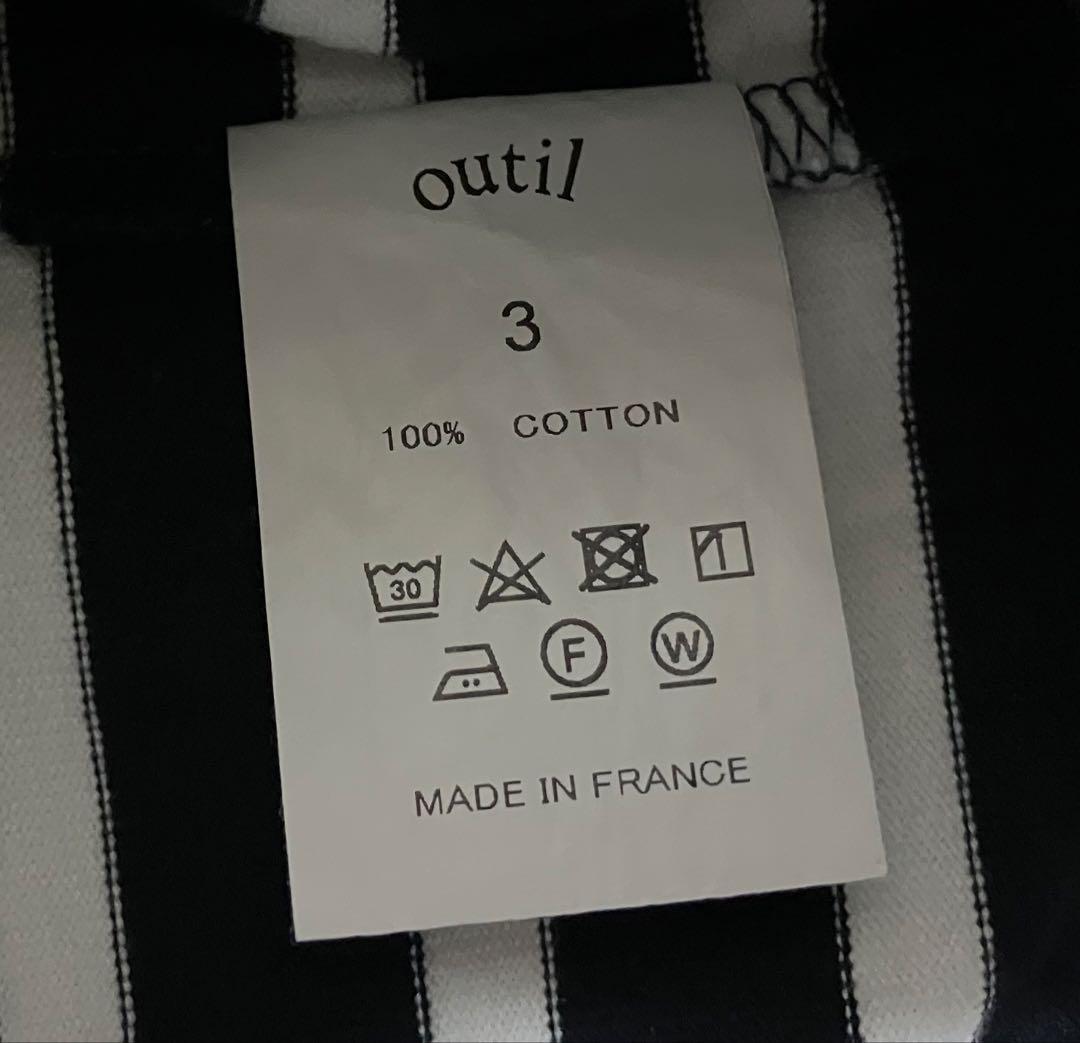 outil
3
100% COTTON
30
F W
MADE IN FRANCE